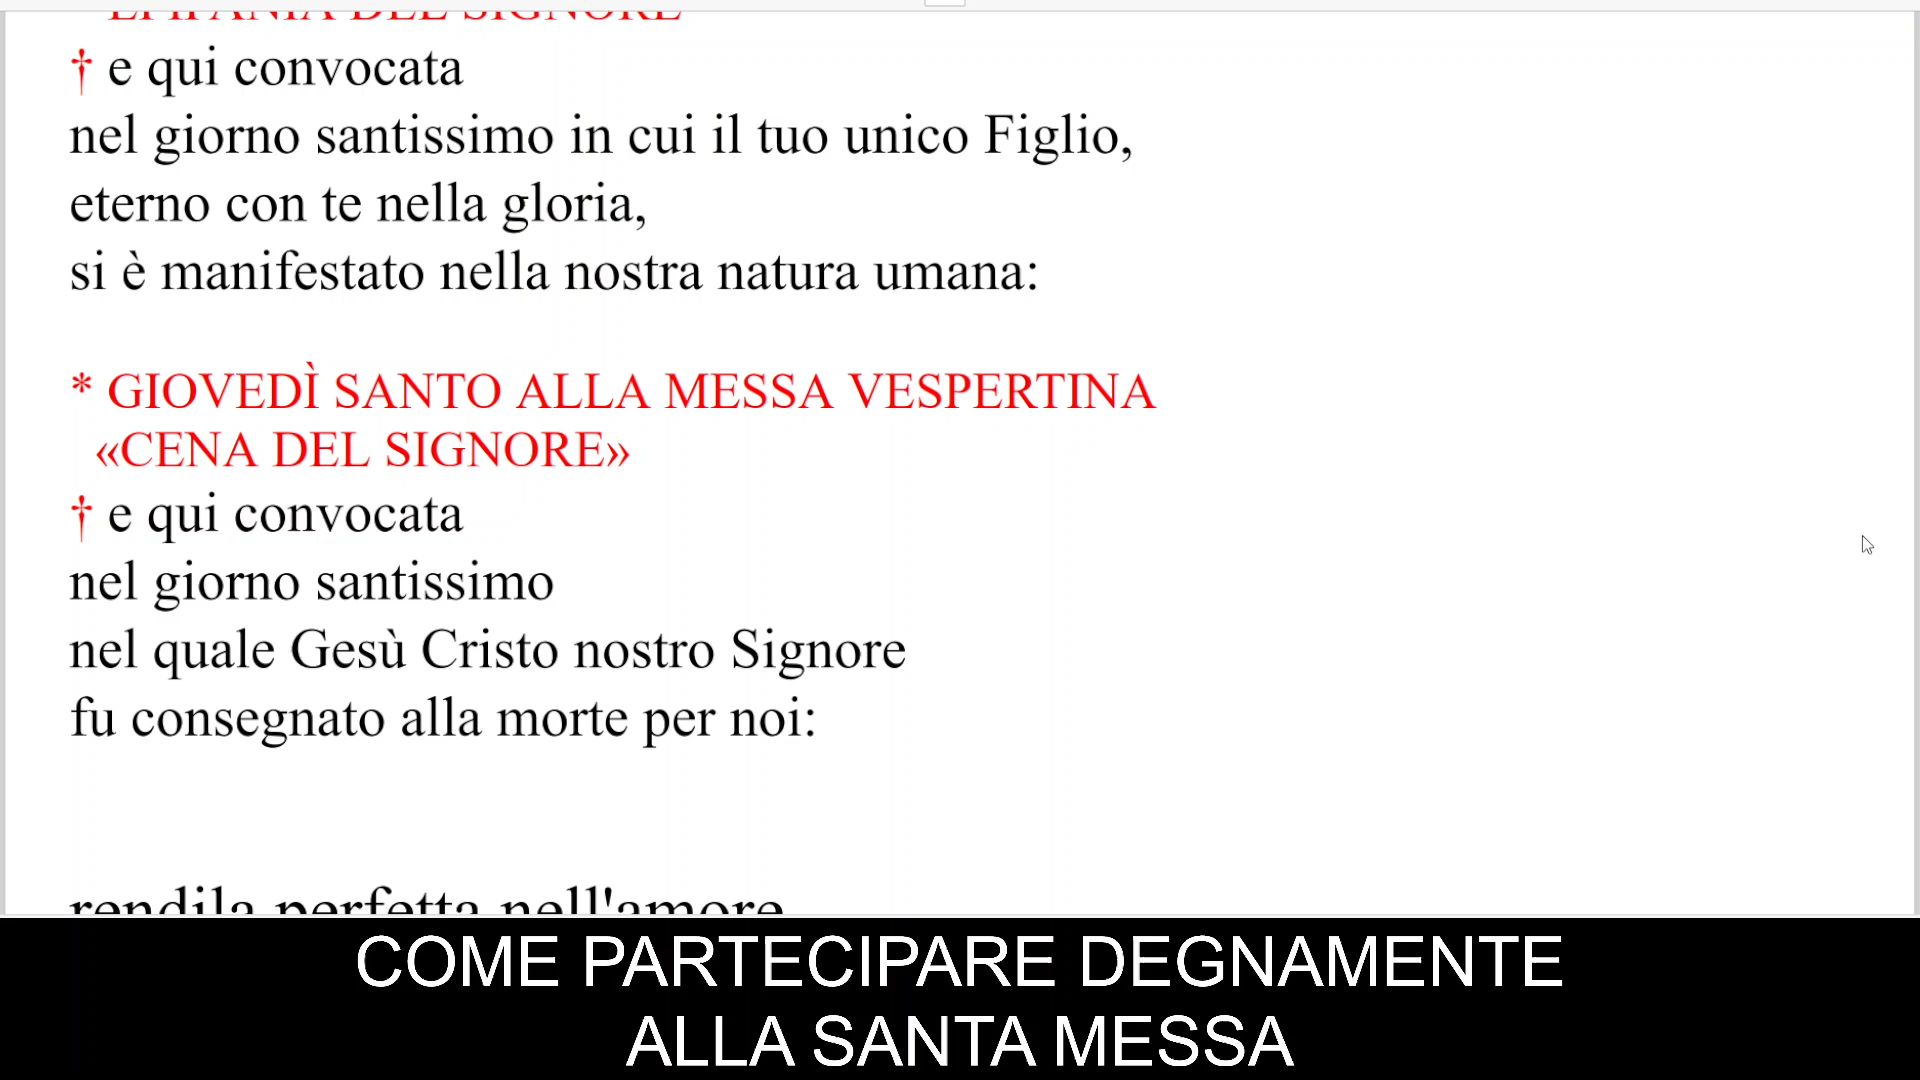 EPIFANIA DEL SIGNORE
† e qui convocata
nel giorno santissimo in cui il tuo unico Figlio,
eterno con te nella gloria,
si è manifestato nella nostra natura umana:
* GIOVEDÌ SANTO ALLA MESSA VESPERTINA
«CENA DEL SIGNORE»
† e qui convocata
nel giorno santissimo
nel quale Gesù Cristo nostro Signore
fu consegnato alla morte per noi:
rendila perfetta nell'amore
COME PARTECIPARE DEGNAMENTE
ALLA SANTA MESSA